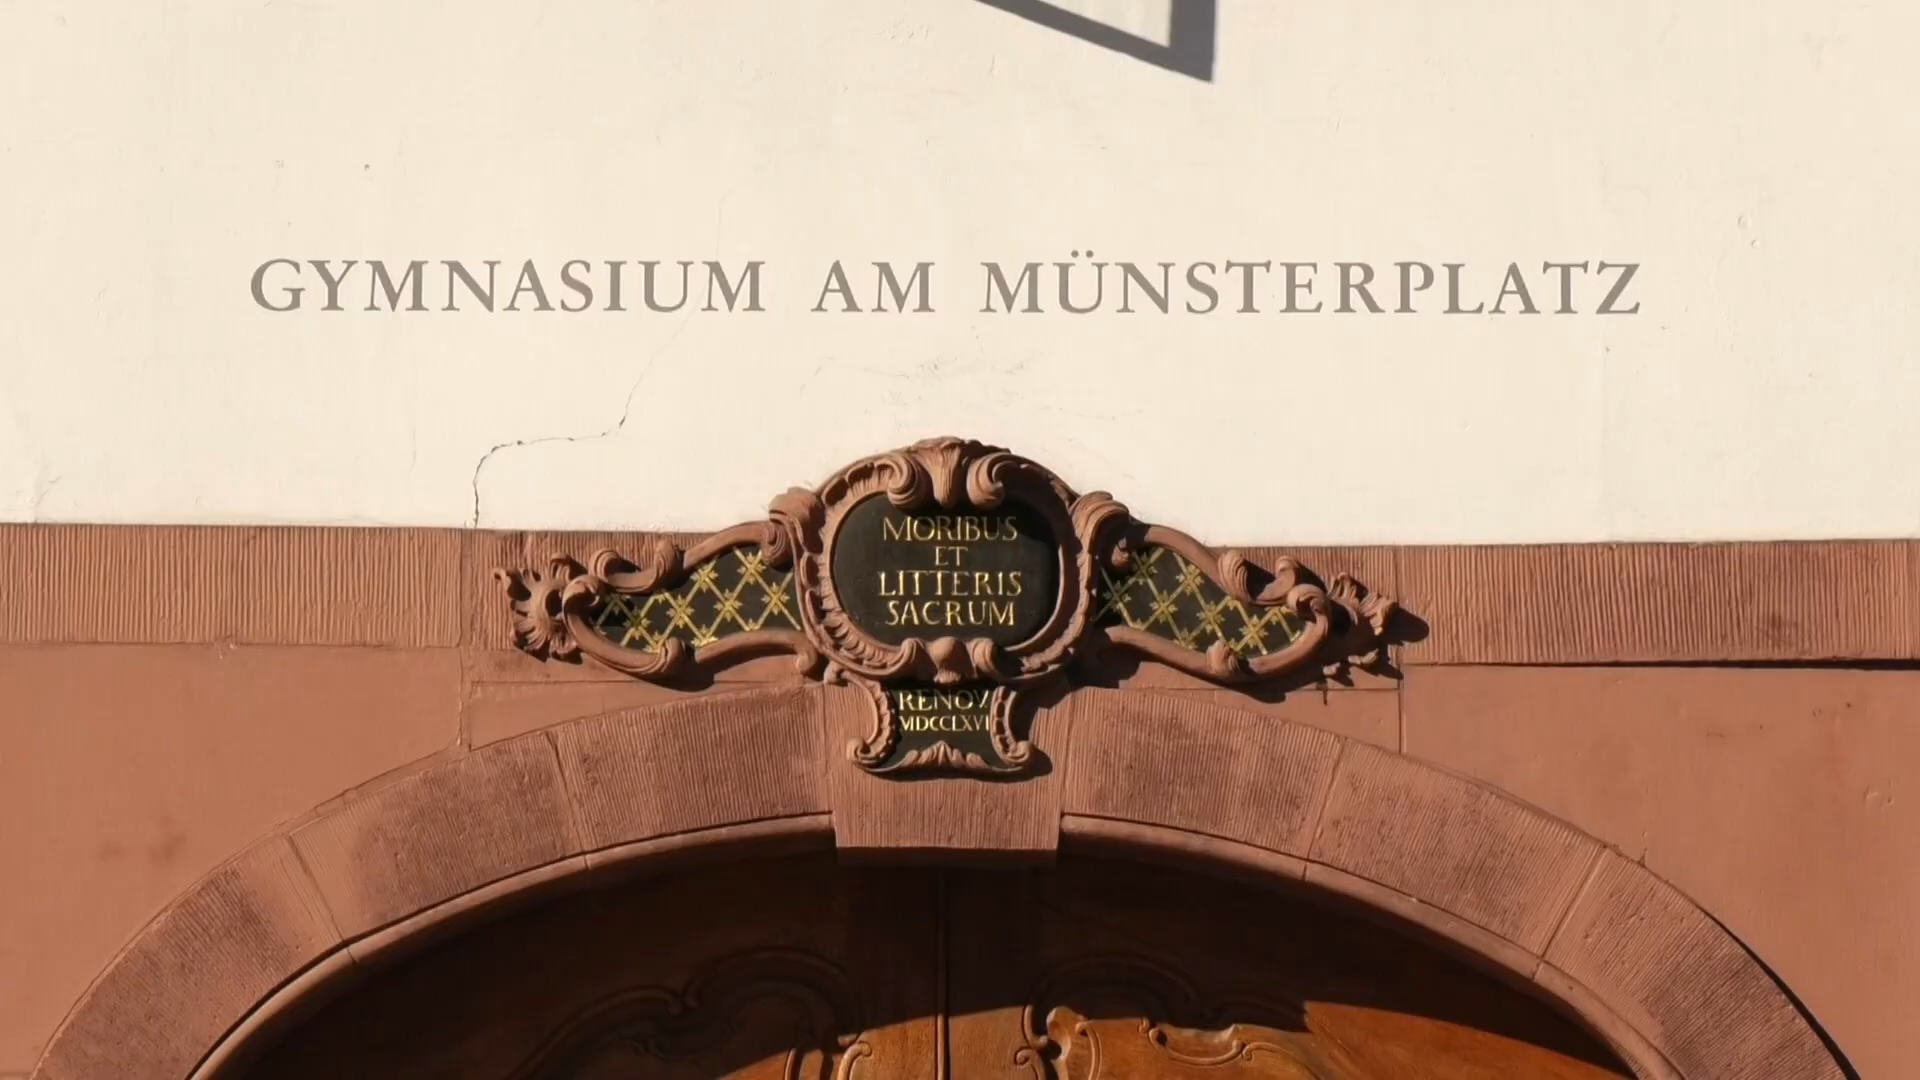 GYMNASIUM AM MÜNSTERPLATZ
MORIBUS
ET
LITTERIS
SACRUM
RENOV.
MDCCLXVI